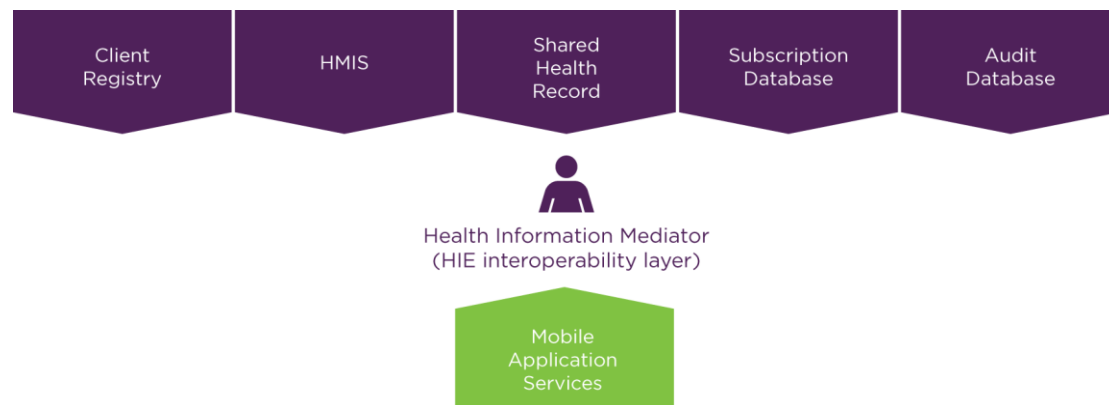 Client
Registry
HMIS
Shared
Health
Record
Subscription
Database
Audit
Database
Health Information Mediator
(HIE interoperability layer)
Mobile
Application
Services